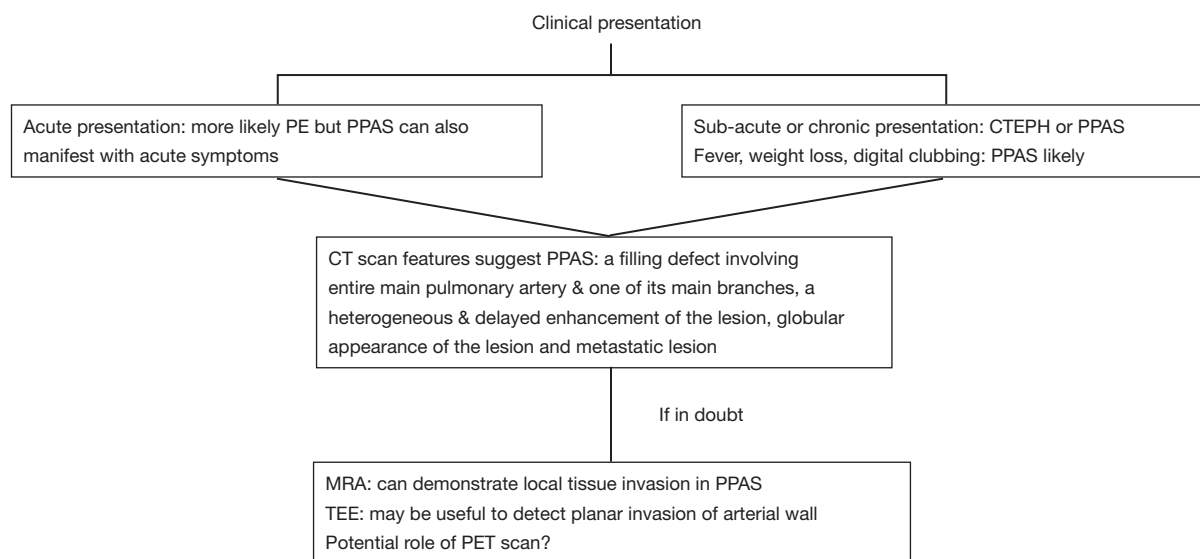 Clinical presentation
Acute presentation: more likely PE but PPAS can also
manifest with acute symptoms
Sub-acute or chronic presentation: CTEPH or PPAS
Fever, weight loss, digital clubbing: PPAS likely
CT scan features suggest PPAS: a filling defect involving
entire main pulmonary artery & one of its main branches, a
heterogeneous & delayed enhancement of the lesion, globular
appearance of the lesion and metastatic lesion
If in doubt
MRA: can demonstrate local tissue invasion in PPAS
TEE: may be useful to detect planar invasion of arterial wall
Potential role of PET scan?